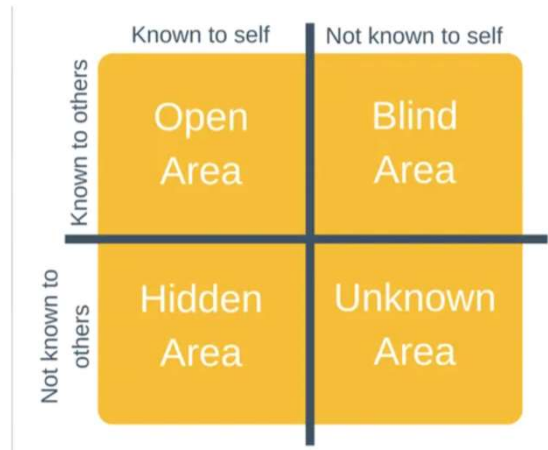 Known to self
Not known to self
Known to others
Open
Area
Blind
Area
Not known to
others
Hidden
Area
Unknown
Area